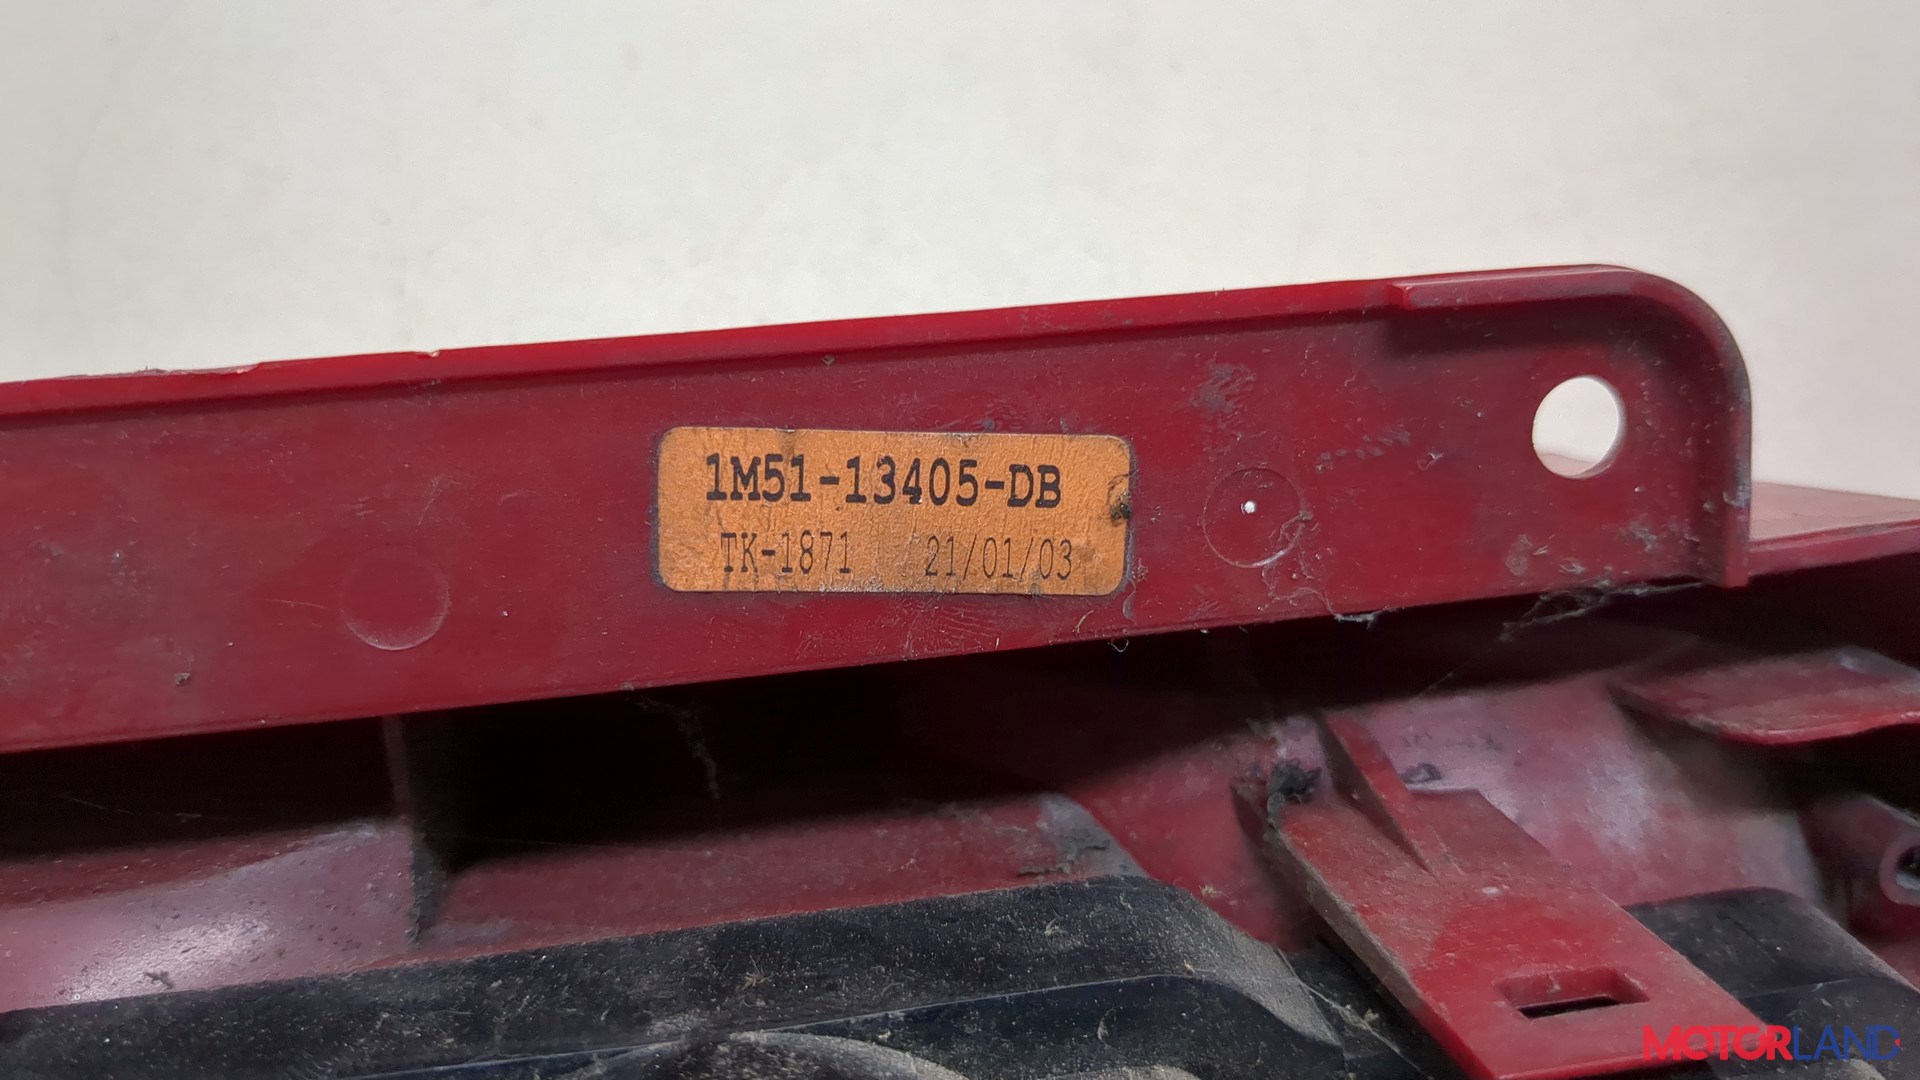 1M51-13405-DB
TK-1871 21/01/03
MOTORLAND